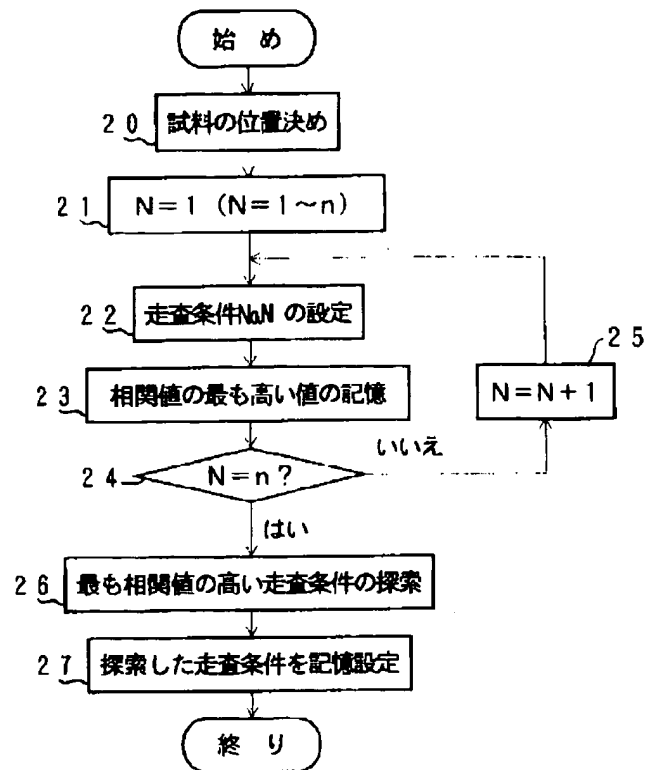 始 め
20 試料の位置決め
21 N=1 (N=1~n)
22 走査条件NaN の設定
25
23 相関値の最も高い値の記憶
N=N+1
いいえ
24 N=n?
はい
26 最も相関値の高い走査条件の探索
27 探索した走査条件を記憶設定
終 り